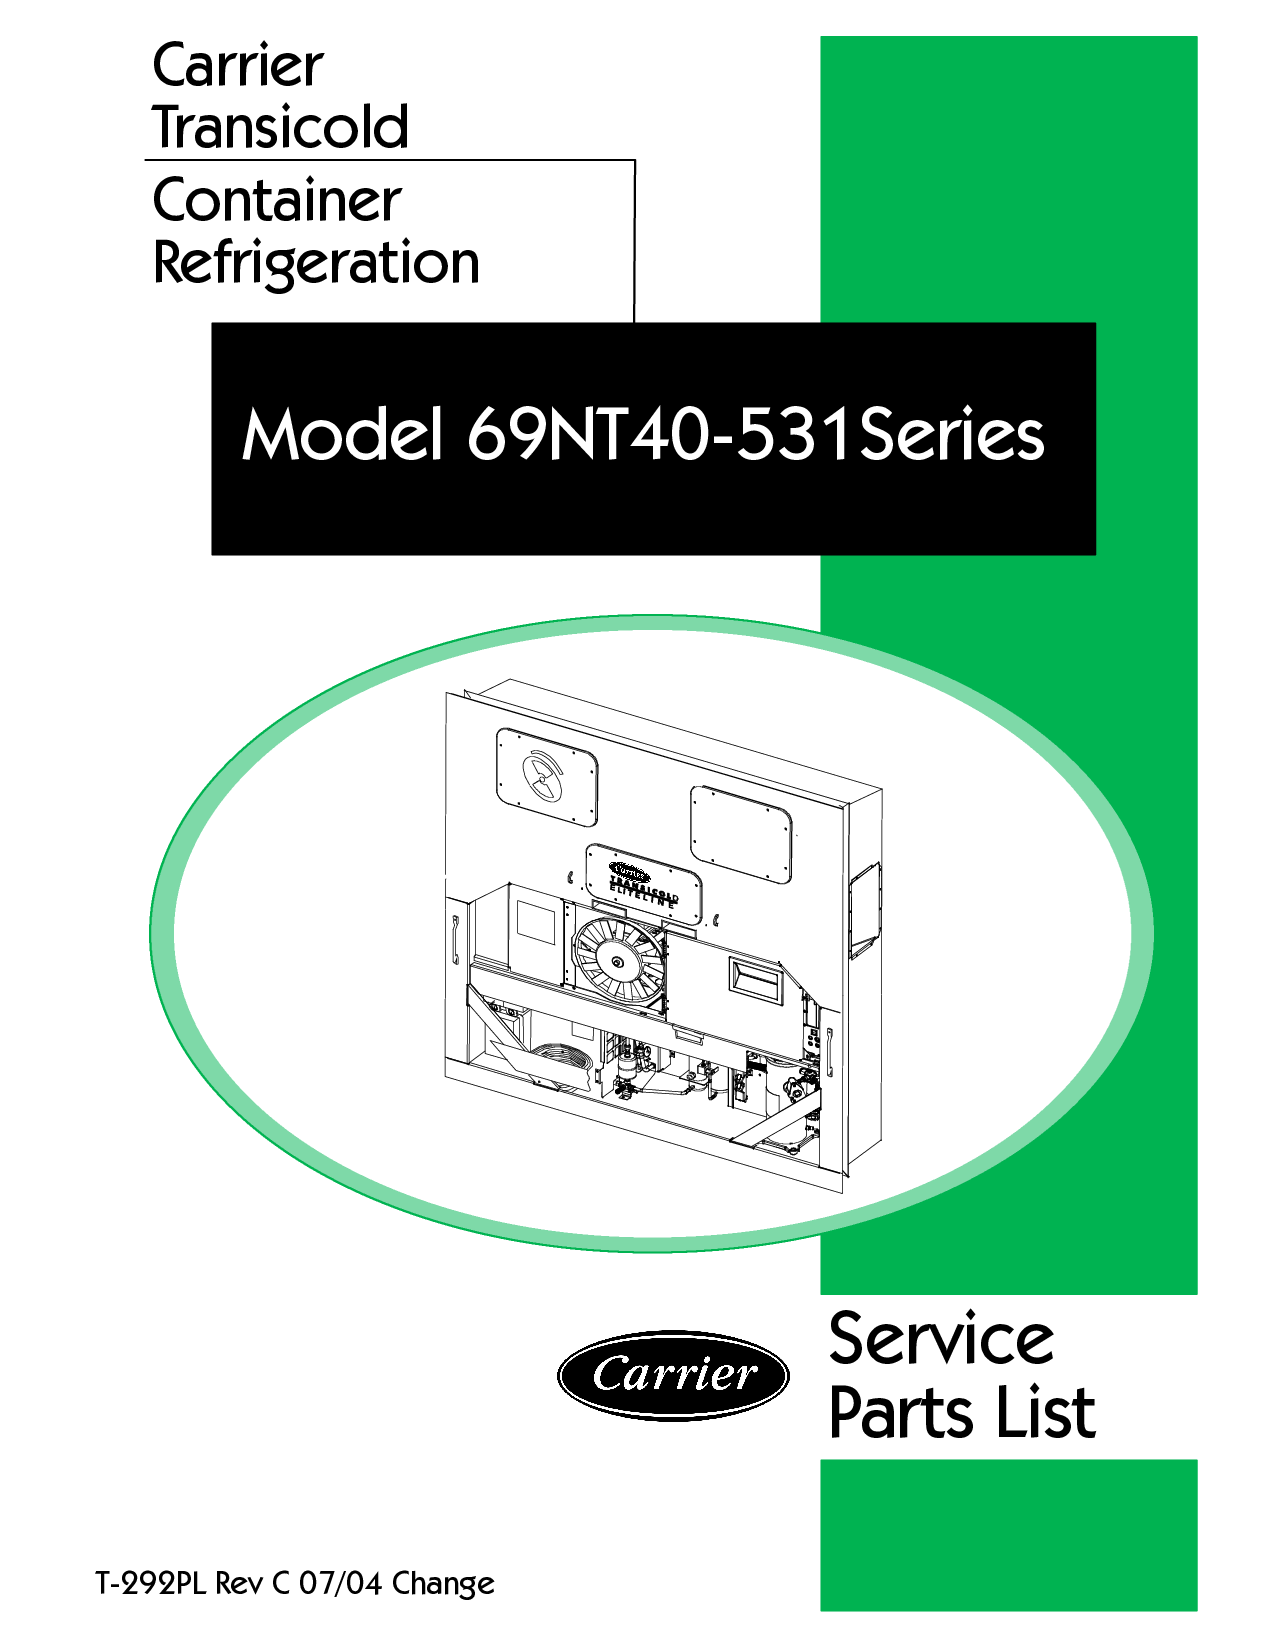 Carrier
Transicold
Container
Refrigeration
Model 69NT40-531Series
Carrier
TRANSICOLD
ELITELINE
Carrier
Service
Parts List
T-292PL Rev C 07/04 Change